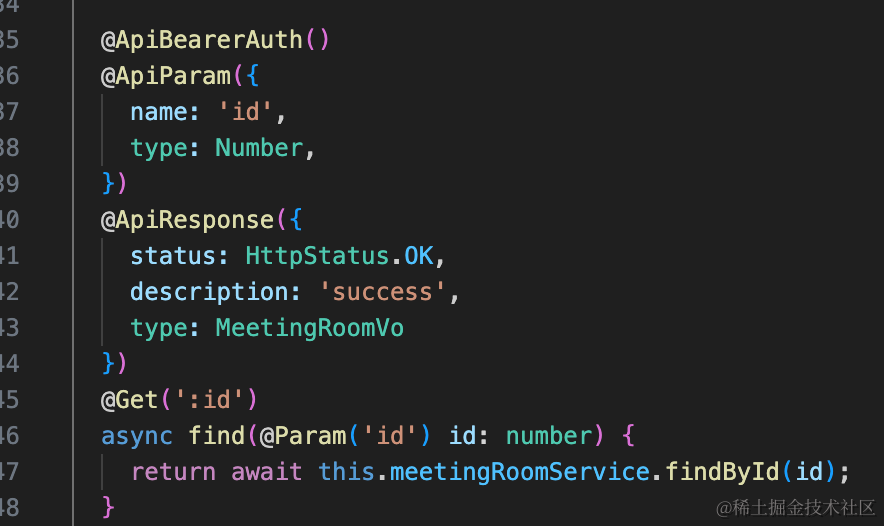 34
35 @ApiBearerAuth()
36 @ApiParam({
37 name: 'id',
38 type: Number,
39 })
40 @ApiResponse({
41 status: HttpStatus.OK,
42 description: 'success',
43 type: MeetingRoomVo
44 })
45 @Get(':id')
46 async find(@Param('id') id: number) {
47 return await this.meetingRoomService.findById(id);
48 }
@稀土掘金技术社区